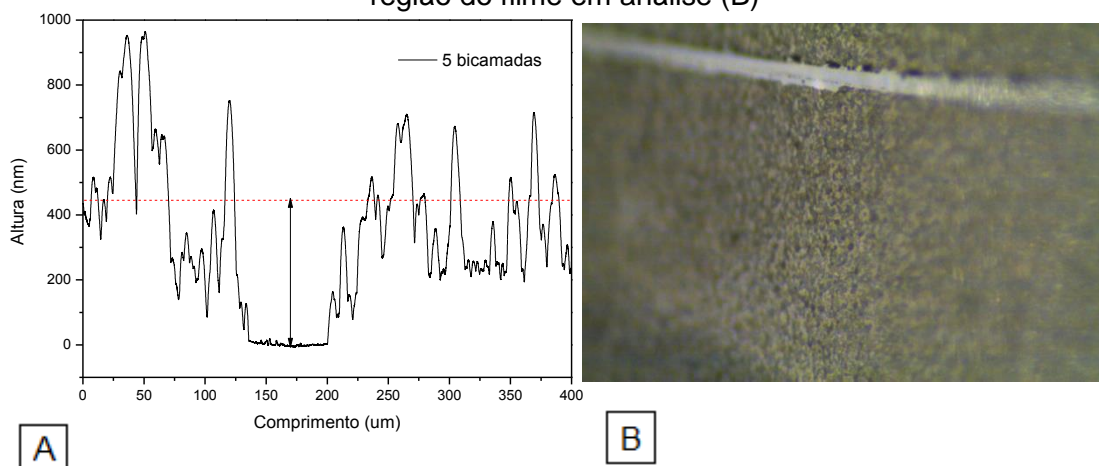 região do filme em análise (B)
1000
800
600
400
200
0
Altura (nm)
5 bicamadas
0 50 100 150 200 250 300 350 400
Comprimento (um)
A
B